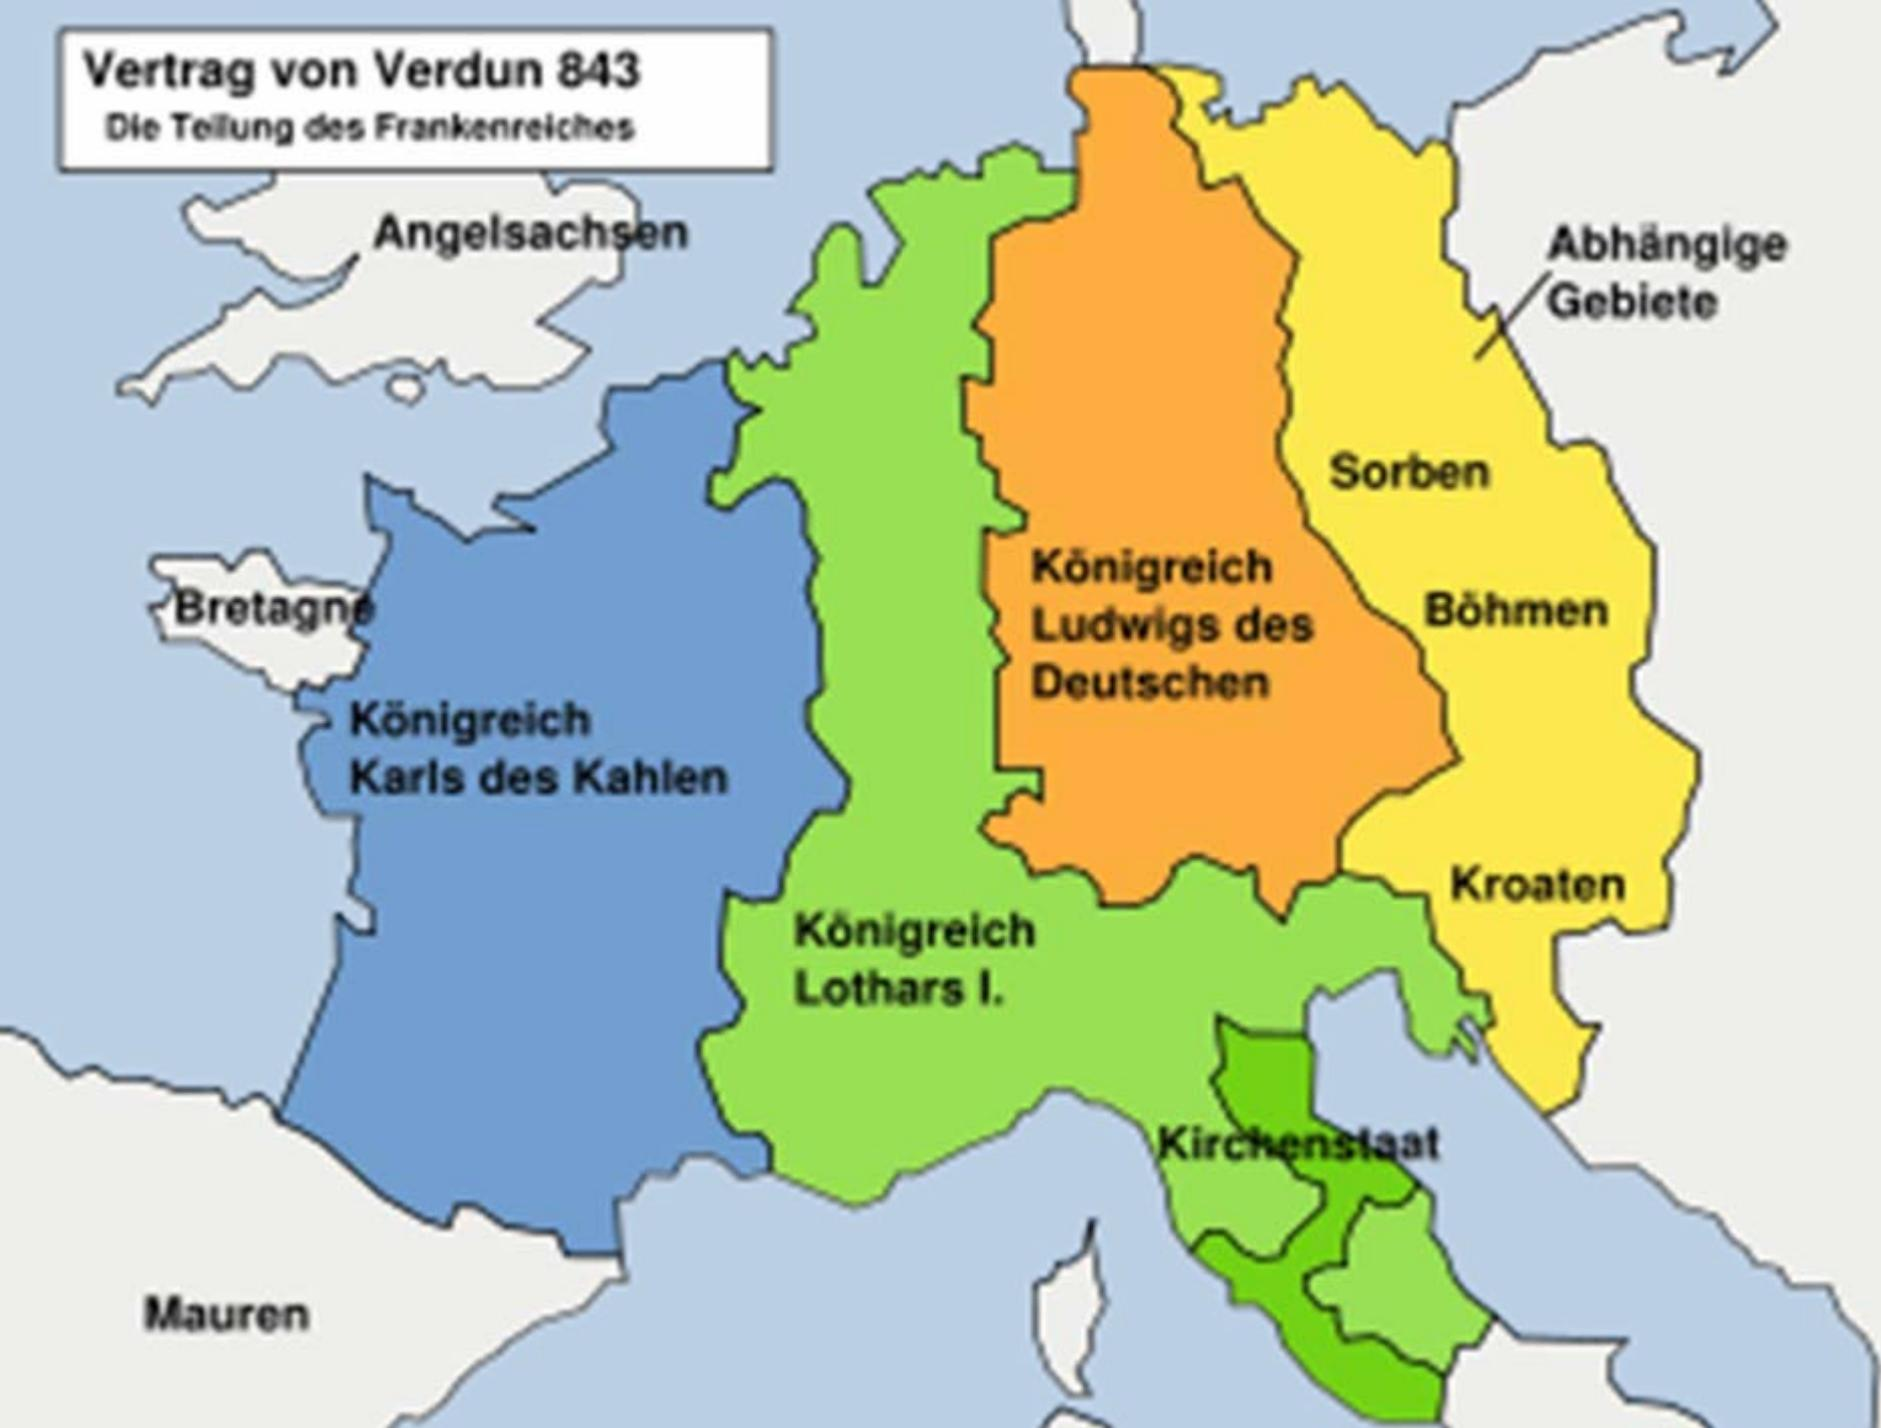 Vertrag von Verdun 843
Die Teilung des Frankenreiches
Angelsachsen
Abhängige
Gebiete
Sorben
Königreich
Ludwigs des
Deutschen
Böhmen
Bretagne
Königreich
Karls des Kahlen
Kroaten
Königreich
Lothars I.
Kirchenstaat
Mauren